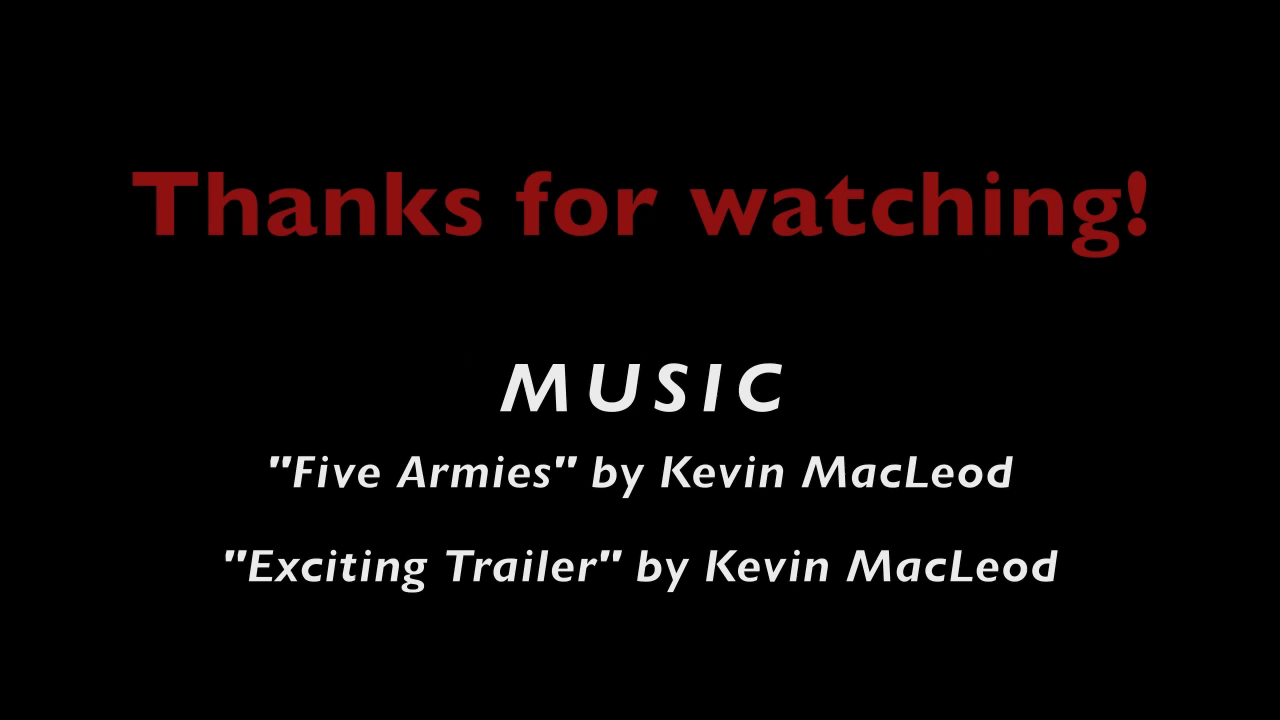 Thanks for watching!
MUSIC
"Five Armies" by Kevin MacLeod
"Exciting Trailer" by Kevin MacLeod